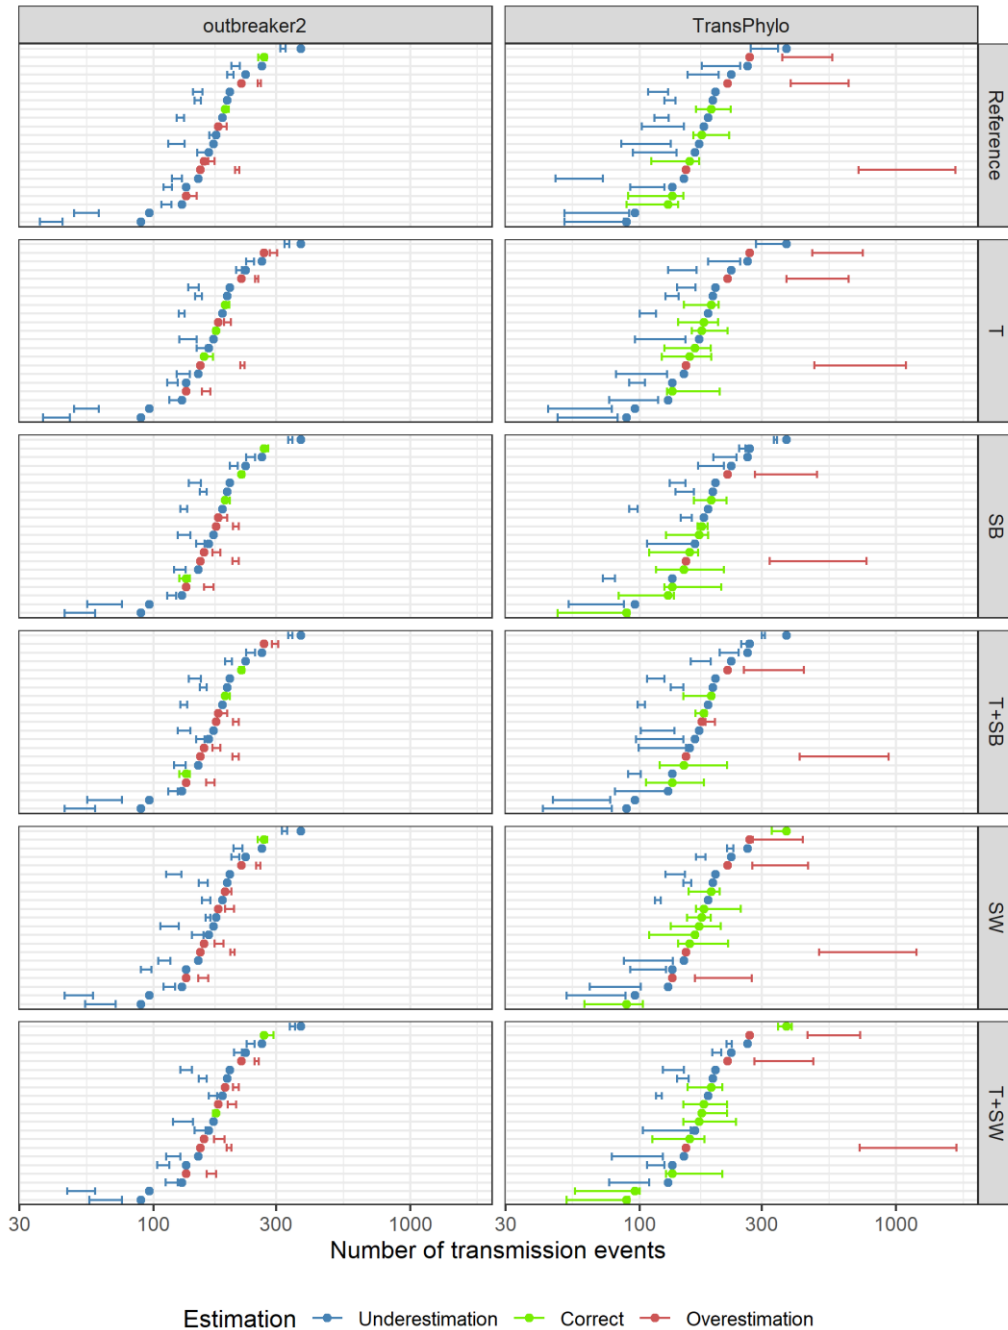 outbreaker2 TransPhylo
Reference
T
SB
T+SB
SW
T+SW
30 100 300 1000 30 100 300 1000
Number of transmission events
Estimation Underestimation Correct Overestimation